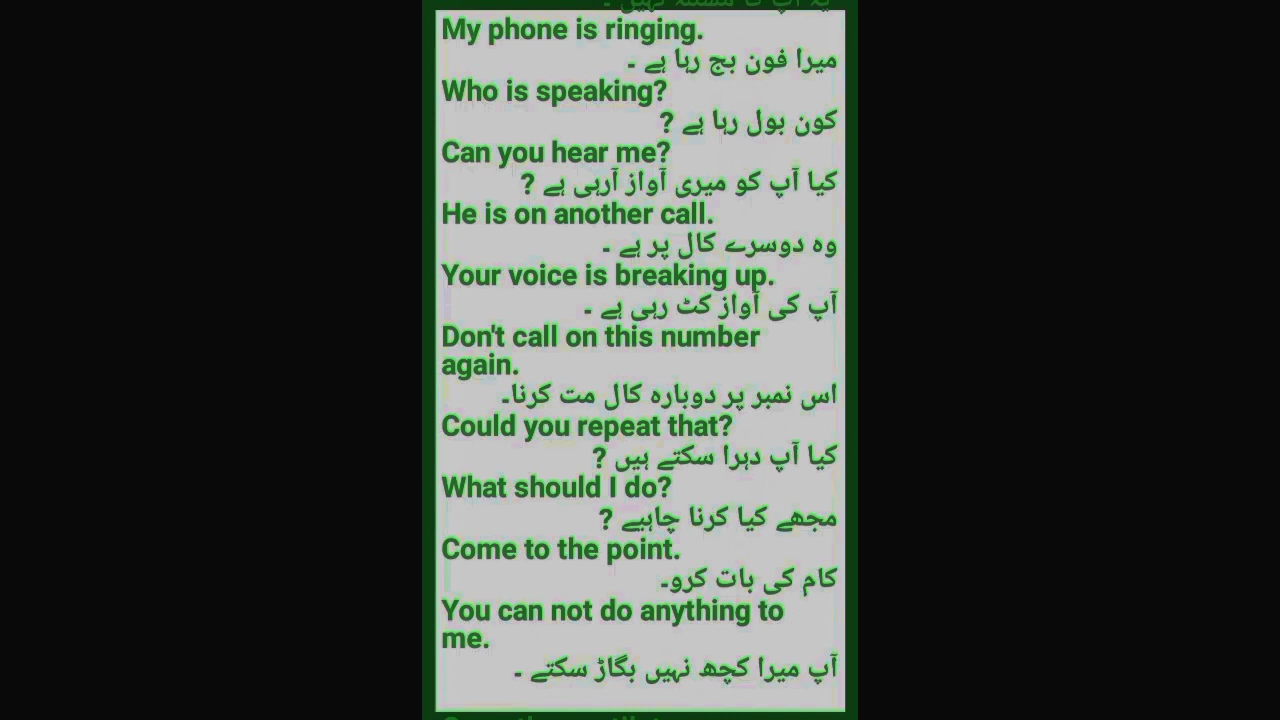 My phone is ringing.
میرا فون بج رہا ہے ۔
Who is speaking?
کون بول رہا ہے ?
Can you hear me?
کیا آپ کو میری آواز آرہی ہے ?
He is on another call.
وہ دوسرے کال پر ہے ۔
Your voice is breaking up.
آپ کی آواز کٹ رہی ہے ۔
Don't call on this number
again.
اس نمبر پر دوبارہ کال مت کرنا۔
Could you repeat that?
کیا آپ دہرا سکتے ہیں ?
What should I do?
مجھے کیا کرنا چاہیے ?
Come to the point.
کام کی بات کرو۔
You can not do anything to
me.
آپ میرا کچھ نہیں بگاڑ سکتے ۔